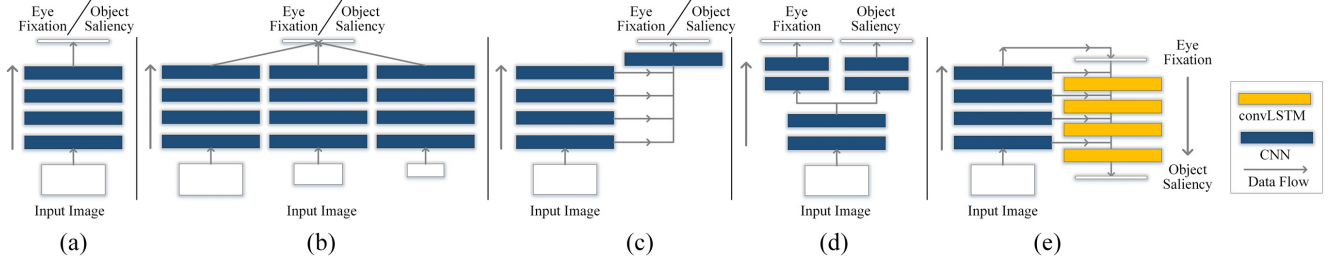 Eye Fixation / Object Saliency
Input Image
(a)
Eye Fixation / Object Saliency
Input Image
(b)
Eye Fixation / Object Saliency
Input Image
(c)
Eye Fixation
Object Saliency
Input Image
(d)
Eye Fixation
Object Saliency
Input Image
(e)
convLSTM
CNN
Data Flow